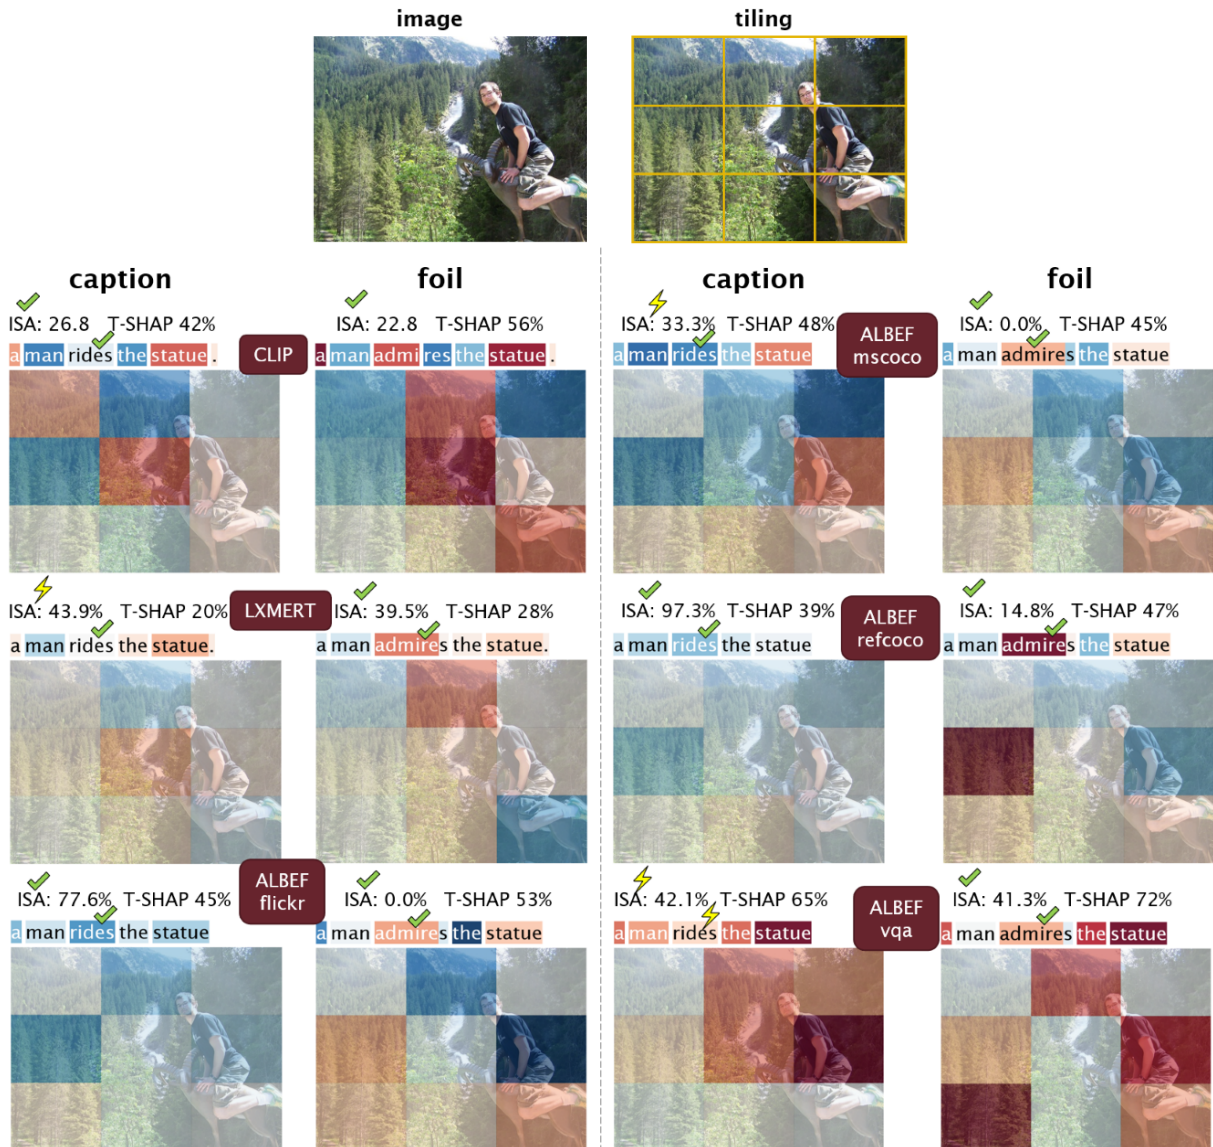 image
tiling
caption
foil
caption
foil
ISA: 26.8 T-SHAP 42%
a man rides the statue .
CLIP
ISA: 22.8 T-SHAP 56%
a man admi res the statue .
ISA: 33.3% T-SHAP 48%
a man rides the statue
ALBEF
mscoco
ISA: 0.0% T-SHAP 45%
a man admires the statue
ISA: 43.9% T-SHAP 20%
a man rides the statue.
LXMERT
ISA: 39.5% T-SHAP 28%
a man admires the statue.
ISA: 97.3% T-SHAP 39%
a man rides the statue
ALBEF
refcoco
ISA: 14.8% T-SHAP 47%
a man admires the statue
ISA: 77.6% T-SHAP 45%
a man rides the statue
ALBEF
flickr
ISA: 0.0% T-SHAP 53%
a man admires the statue
ISA: 42.1% T-SHAP 65%
a man rides the statue
ALBEF
vqa
ISA: 41.3% T-SHAP 72%
a man admires the statue